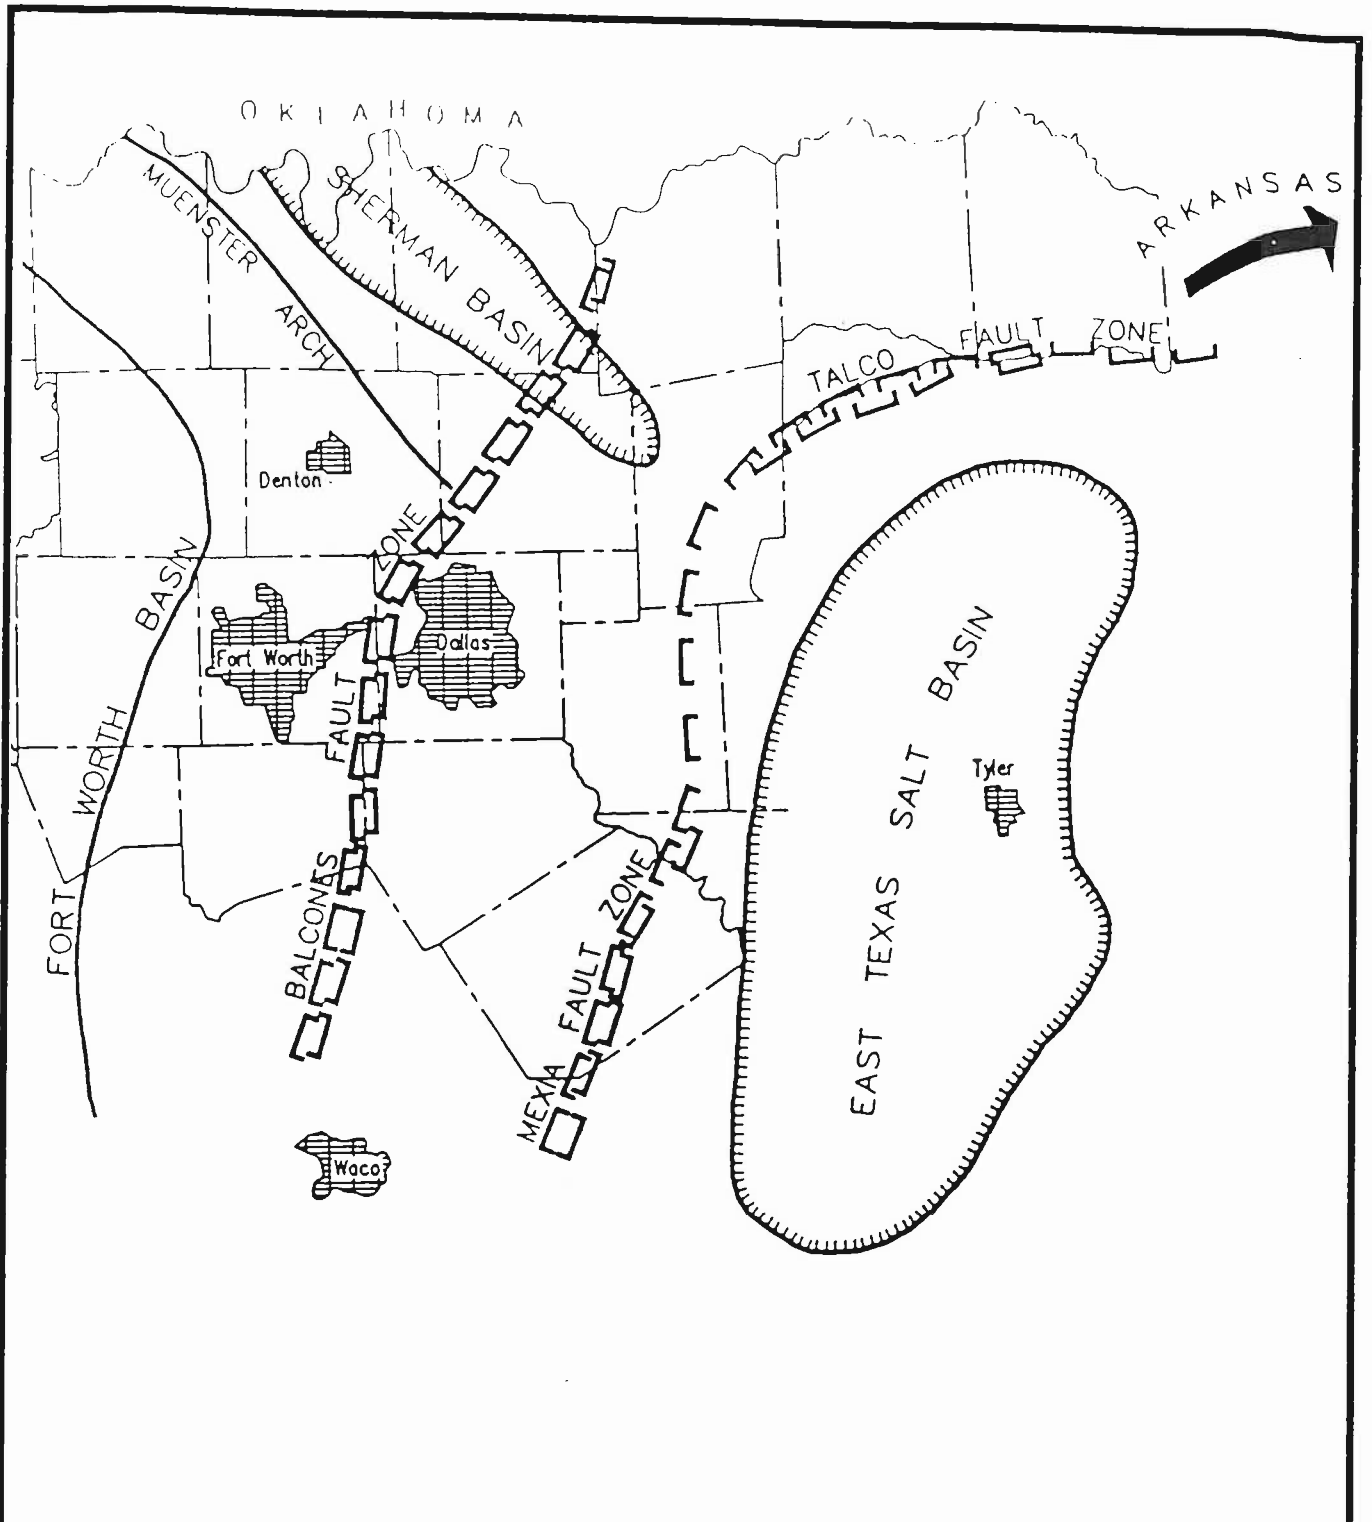 OKLAHOMA
ARKANSAS
MUENSTER ARCH
SHERMAN BASIN
TALCO FAULT ZONE
Denton
FORT WORTH BASIN
BALCONES FAULT ZONE
Fort Worth
Dallas
MEXIA FAULT ZONE
EAST TEXAS SALT BASIN
Tyler
Waco